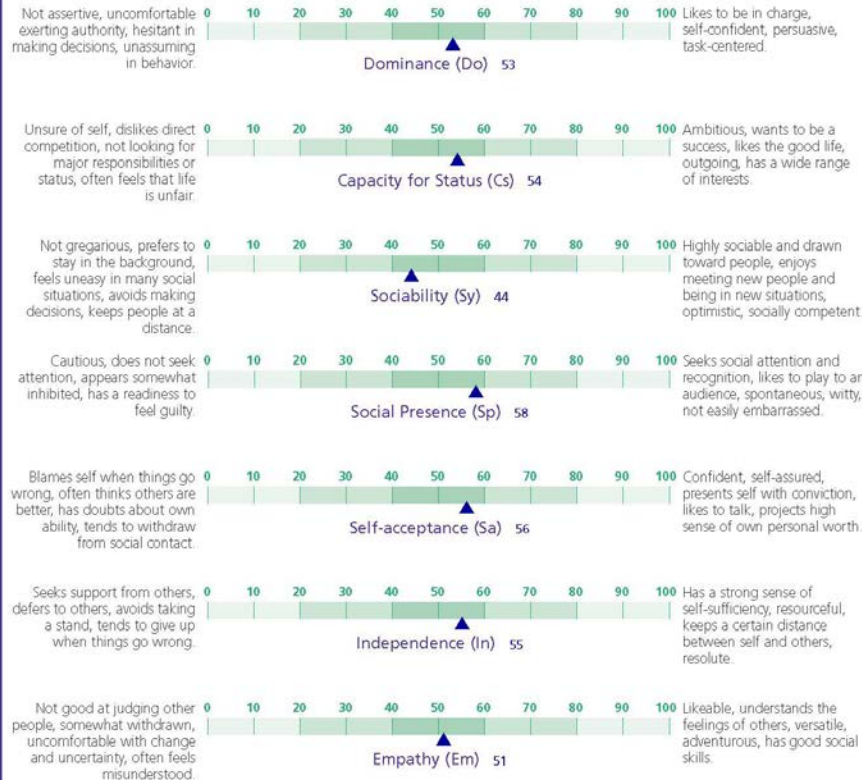 Not assertive, uncomfortable
exerting authority, hesitant in
making decisions, unassuming
in behavior.
0 10 20 30 40 50 60 70 80 90 100
Likes to be in charge,
self-confident, persuasive,
task-centered.
Dominance (Do) 53
Unsure of self, dislikes direct
competition, not looking for
major responsibilities or
status, often feels that life
is unfair.
0 10 20 30 40 50 60 70 80 90 100
Ambitious, wants to be a
success, likes the good life,
outgoing, has a wide range
of interests.
Capacity for Status (Cs) 54
Not gregarious, prefers to
stay in the background,
feels uneasy in many social
situations, avoids making
decisions, keeps people at a
distance.
0 10 20 30 40 50 60 70 80 90 100
Highly sociable and drawn
toward people, enjoys
meeting new people and
being in new situations,
optimistic, socially competent
Sociability (Sy) 44
Cautious, does not seek
attention, appears somewhat
inhibited, has a readiness to
feel guilty.
0 10 20 30 40 50 60 70 80 90 100
Seeks social attention and
recognition, likes to play to an
audience, spontaneous, witty,
not easily embarrassed.
Social Presence (Sp) 58
Blames self when things go
wrong, often thinks others are
better, has doubts about own
ability, tends to withdraw
from social contact.
0 10 20 30 40 50 60 70 80 90 100
Confident, self-assured,
presents self with conviction,
likes to talk, projects high
sense of own personal worth.
Self-acceptance (Sa) 56
Seeks support from others,
defers to others, avoids taking
a stand, tends to give up
when things go wrong.
0 10 20 30 40 50 60 70 80 90 100
Has a strong sense of
self-sufficiency, resourceful,
keeps a certain distance
between self and others,
resolute.
Independence (In) 55
Not good at judging other
people, somewhat withdrawn,
uncomfortable with change
and uncertainty, often feels
misunderstood.
0 10 20 30 40 50 60 70 80 90 100
Likeable, understands the
feelings of others, versatile,
adventurous, has good social
skills.
Empathy (Em) 51